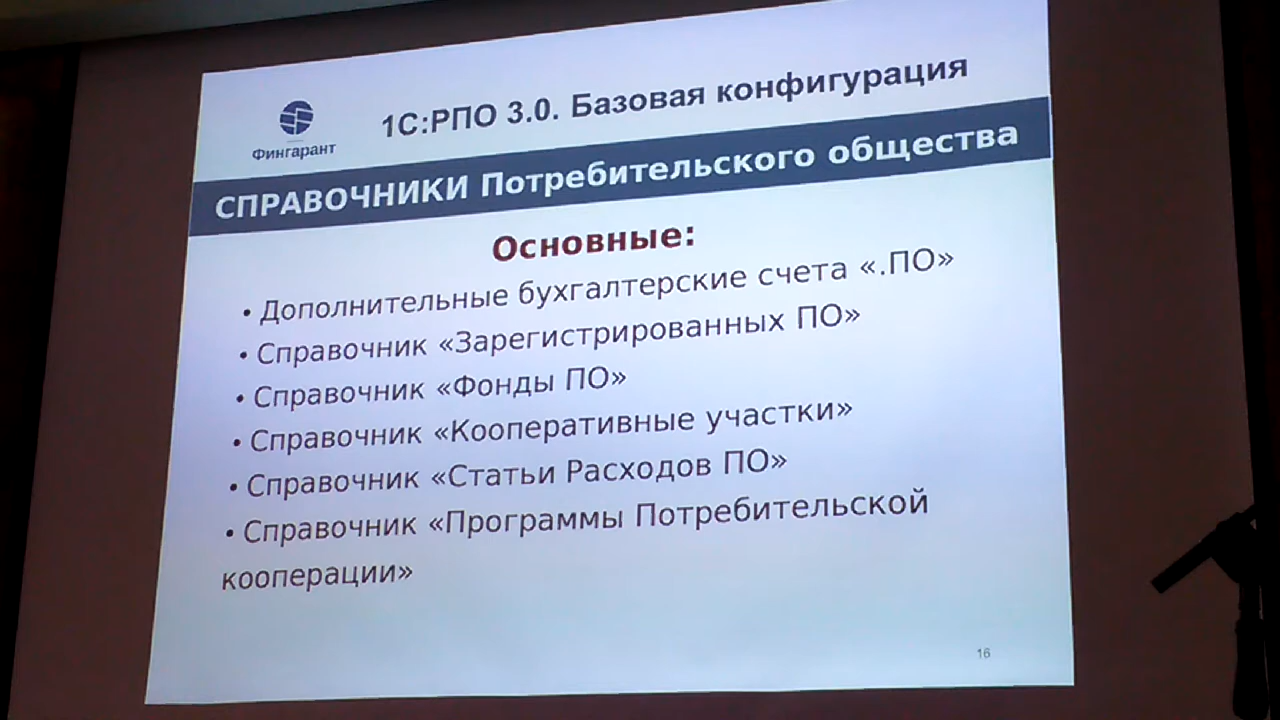 1С:РПО 3.0. Базовая конфигурация
Фингарант
СПРАВОЧНИКИ Потребительского общества
Основные:
• Дополнительные бухгалтерские счета «.ПО»
• Справочник «Зарегистрированных ПО»
• Справочник «Фонды ПО»
• Справочник «Кооперативные участки»
• Справочник «Статьи Расходов ПО»
• Справочник «Программы Потребительской
кооперации»
16